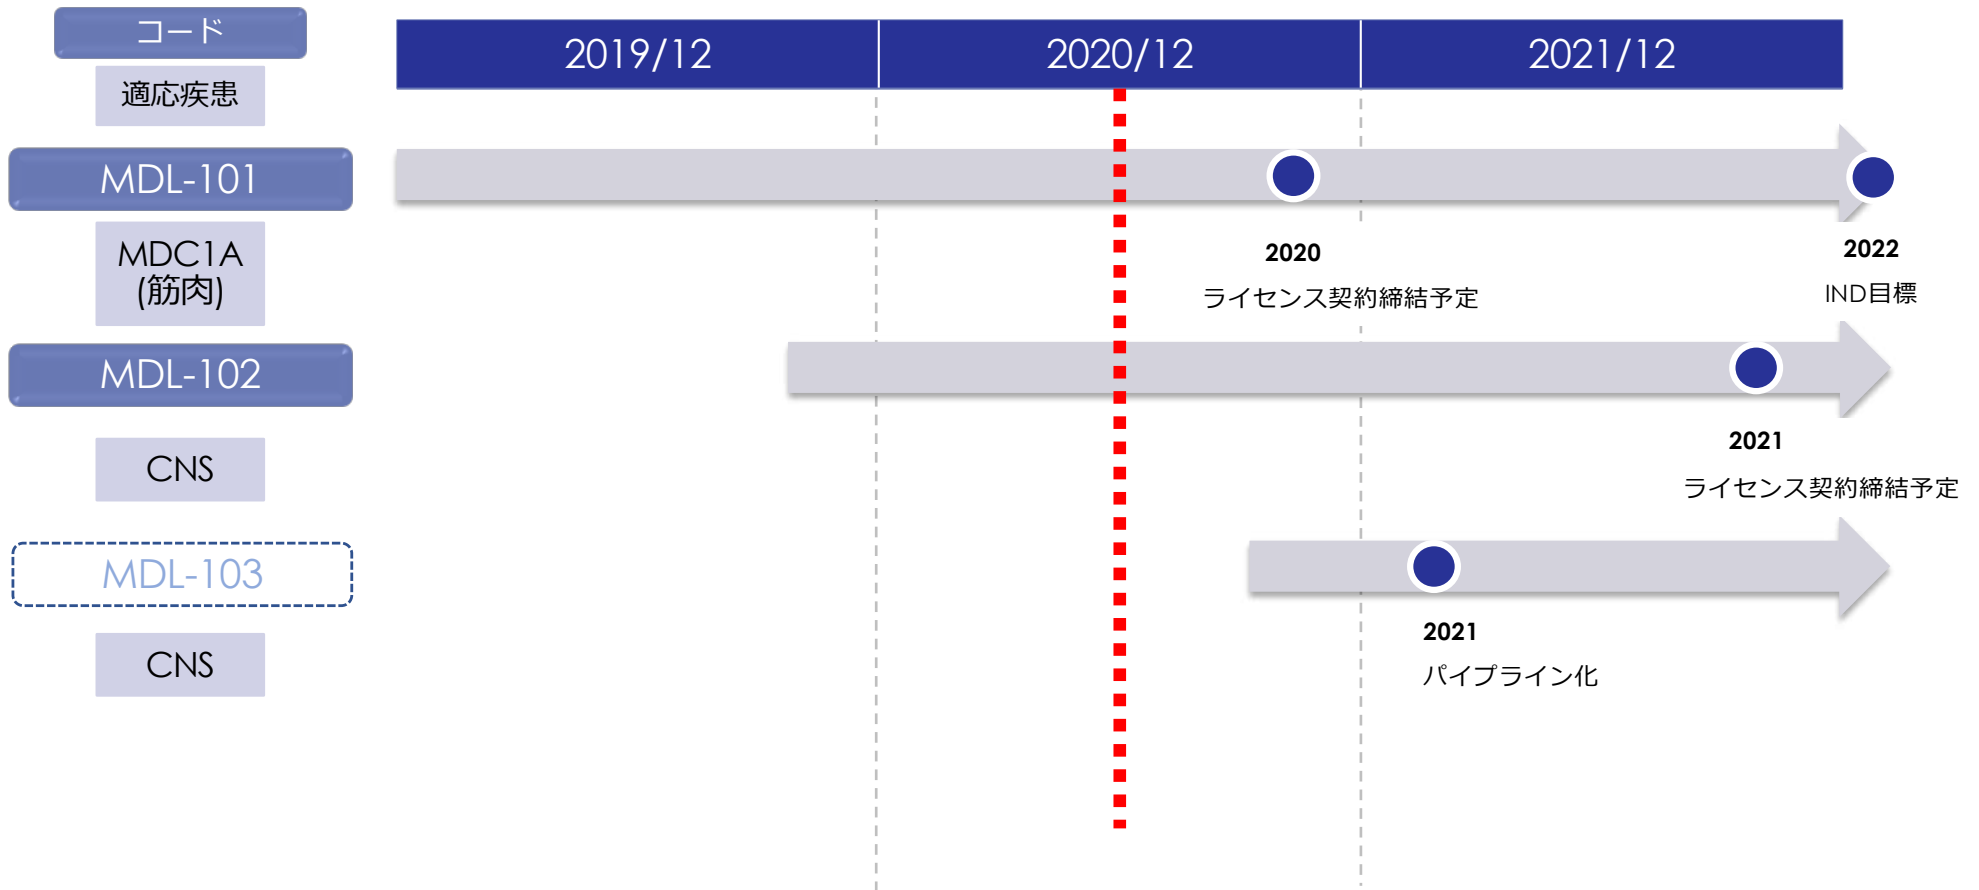 コード
2019/12
2020/12
2021/12
適応疾患
MDL-101
MDC1A
(筋肉)
2020
ライセンス契約締結予定
2022
IND目標
MDL-102
CNS
2021
ライセンス契約締結予定
MDL-103
CNS
2021
パイプライン化